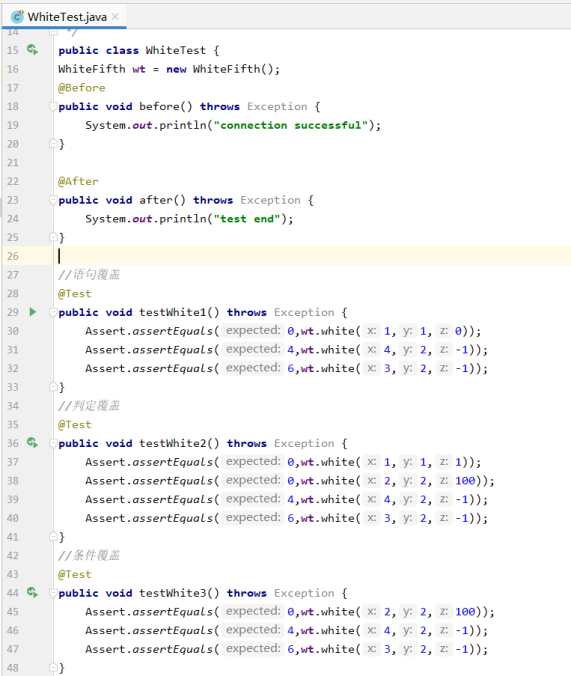 WhiteTest.java
14 */
15 public class WhiteTest {
16 WhiteFifth wt = new WhiteFifth();
17 @Before
18 public void before() throws Exception {
19 System.out.println("connection successful");
20 }
21
22 @After
23 public void after() throws Exception {
24 System.out.println("test end");
25 }
26
27 //语句覆盖
28 @Test
29 public void testWhite1() throws Exception {
30 Assert.assertEquals( expected: 0,wt.white( x: 1, y: 1, z: 0));
31 Assert.assertEquals( expected: 4,wt.white( x: 4, y: 2, z: -1));
32 Assert.assertEquals( expected: 6,wt.white( x: 3, y: 2, z: -1));
33 }
34 //判定覆盖
35 @Test
36 public void testWhite2() throws Exception {
37 Assert.assertEquals( expected: 0,wt.white( x: 1, y: 1, z: 1));
38 Assert.assertEquals( expected: 0,wt.white( x: 2, y: 2, z: 100));
39 Assert.assertEquals( expected: 4,wt.white( x: 4, y: 2, z: -1));
40 Assert.assertEquals( expected: 6,wt.white( x: 3, y: 2, z: -1));
41 }
42 //条件覆盖
43 @Test
44 public void testWhite3() throws Exception {
45 Assert.assertEquals( expected: 0,wt.white( x: 2, y: 2, z: 100));
46 Assert.assertEquals( expected: 4,wt.white( x: 4, y: 2, z: -1));
47 Assert.assertEquals( expected: 6,wt.white( x: 3, y: 2, z: -1));
48 }